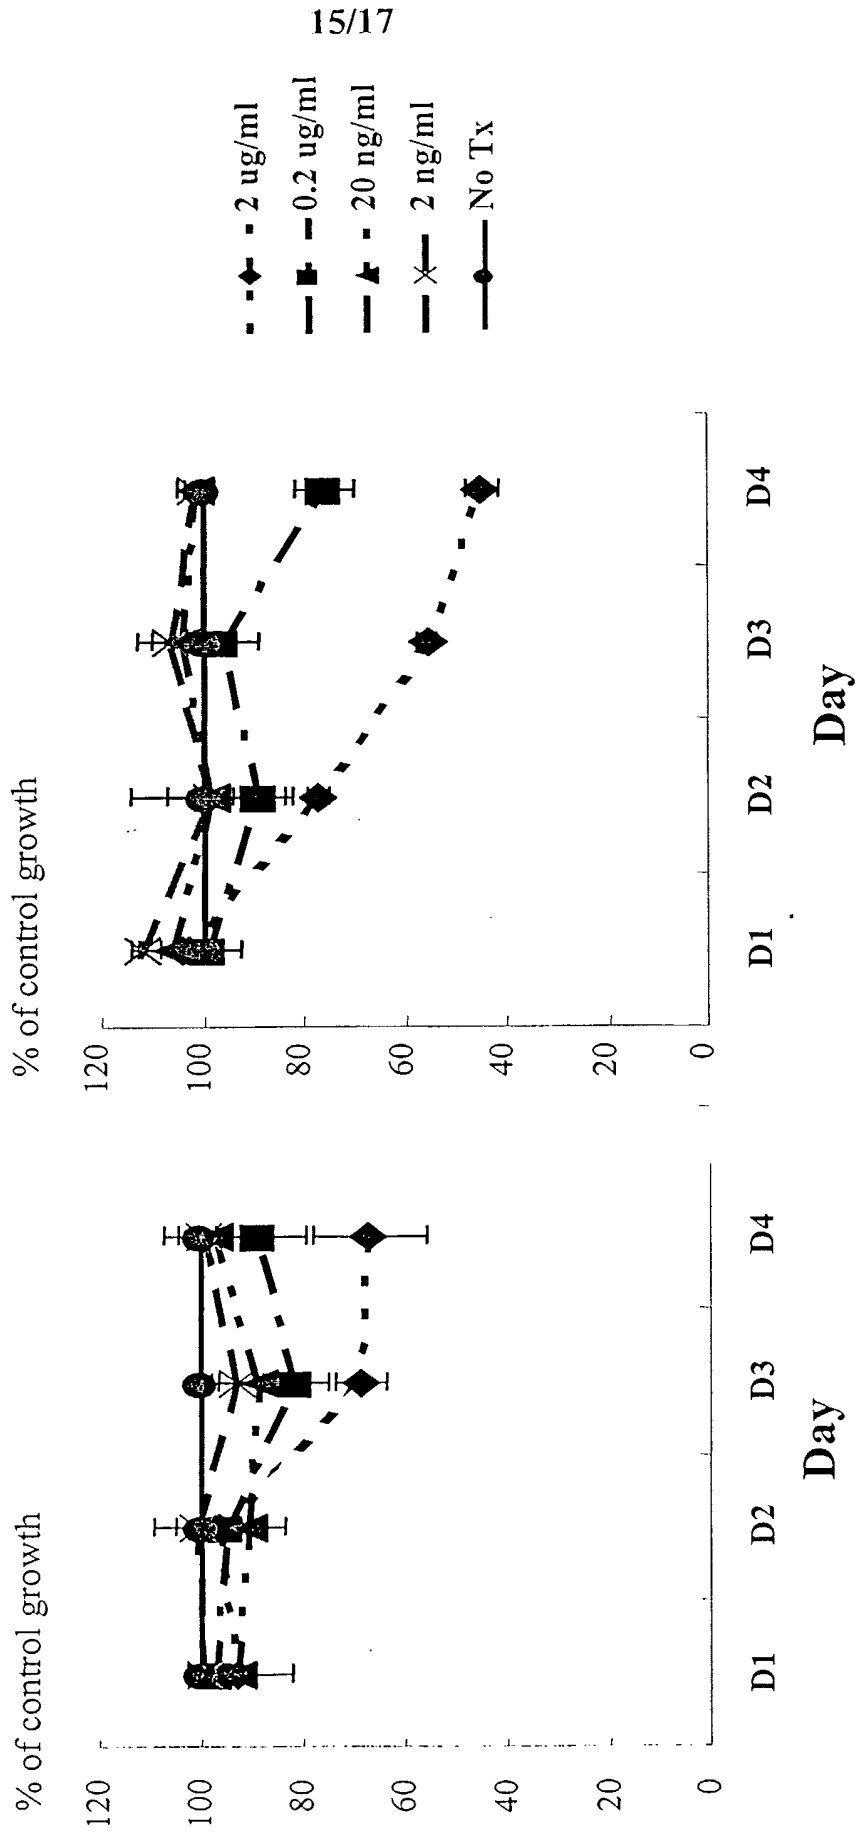 15/17
% of control growth
120
100
80
60
40
20
0
D1 D2 D3 D4
Day
% of control growth
120
100
80
60
40
20
0
D1 D2 D3 D4
Day
2 ug/ml
0.2 ug/ml
20 ng/ml
2 ng/ml
No Tx